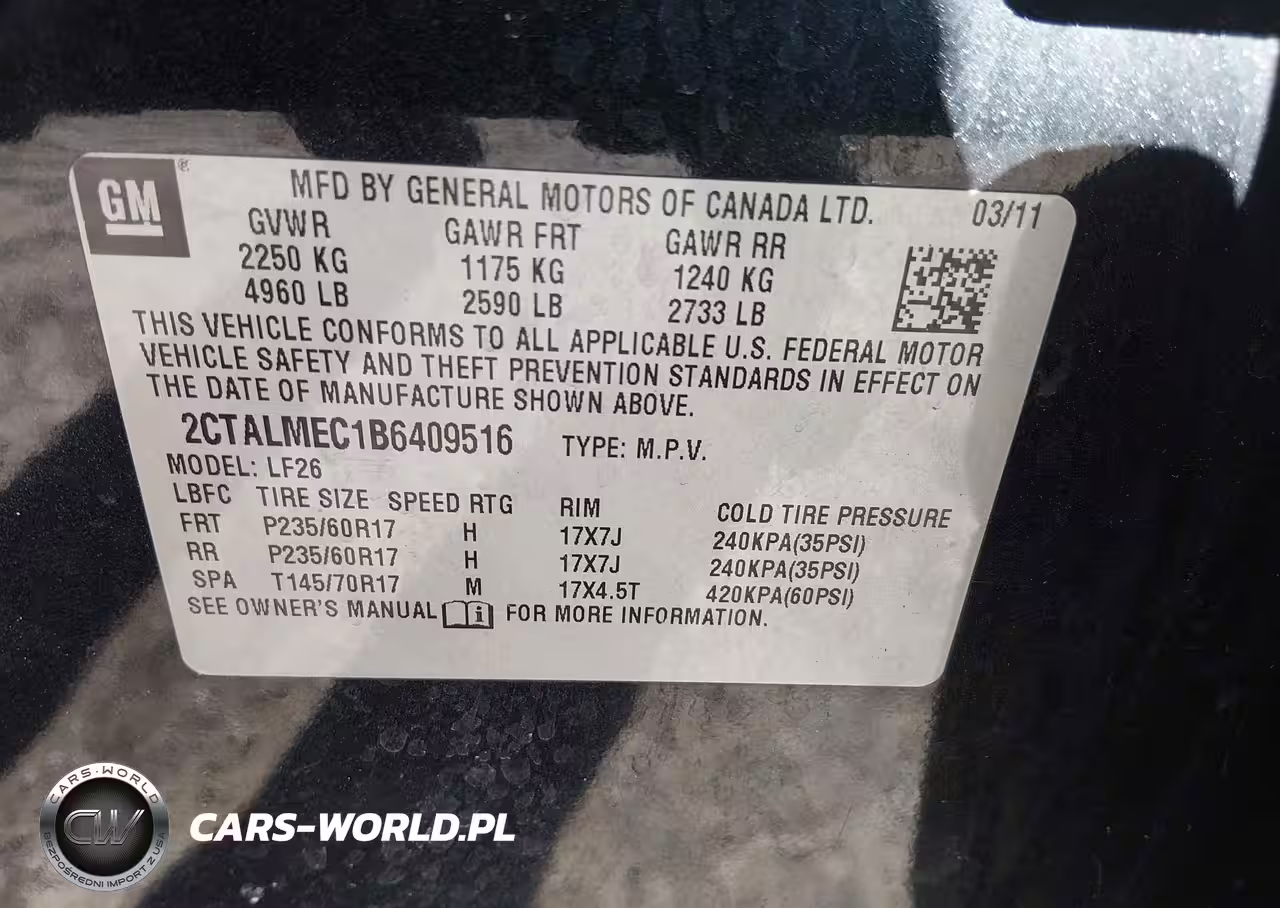 GM ®
MFD BY GENERAL MOTORS OF CANADA LTD. 03/11
GVWR GAWR FRT GAWR RR
2250 KG 1175 KG 1240 KG
4960 LB 2590 LB 2733 LB
THIS VEHICLE CONFORMS TO ALL APPLICABLE U.S. FEDERAL MOTOR
VEHICLE SAFETY AND THEFT PREVENTION STANDARDS IN EFFECT ON
THE DATE OF MANUFACTURE SHOWN ABOVE.
2CTALMEC1B6409516 TYPE: M.P.V.
MODEL: LF26
LBFC TIRE SIZE SPEED RTG RIM COLD TIRE PRESSURE
FRT P235/60R17 H 17X7J 240KPA(35PSI)
RR P235/60R17 H 17X7J 240KPA(35PSI)
SPA T145/70R17 M 17X4.5T 420KPA(60PSI)
SEE OWNER'S MANUAL i FOR MORE INFORMATION.
CARS-WORLD
CW
BEZPOŚREDNI IMPORT Z USA
CARS-WORLD.PL